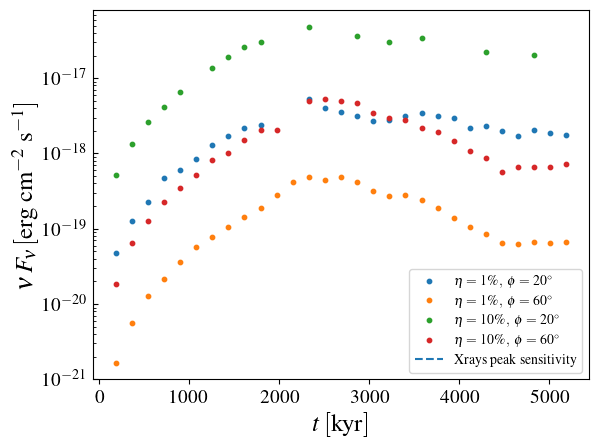 10⁻¹⁷
10⁻¹⁸
10⁻¹⁹
10⁻²⁰
10⁻²¹
ν Fν [erg cm⁻² s⁻¹]
η = 1%, ϕ = 20°
η = 1%, ϕ = 60°
η = 10%, ϕ = 20°
η = 10%, ϕ = 60°
Xrays peak sensitivity
0 1000 2000 3000 4000 5000
t [kyr]